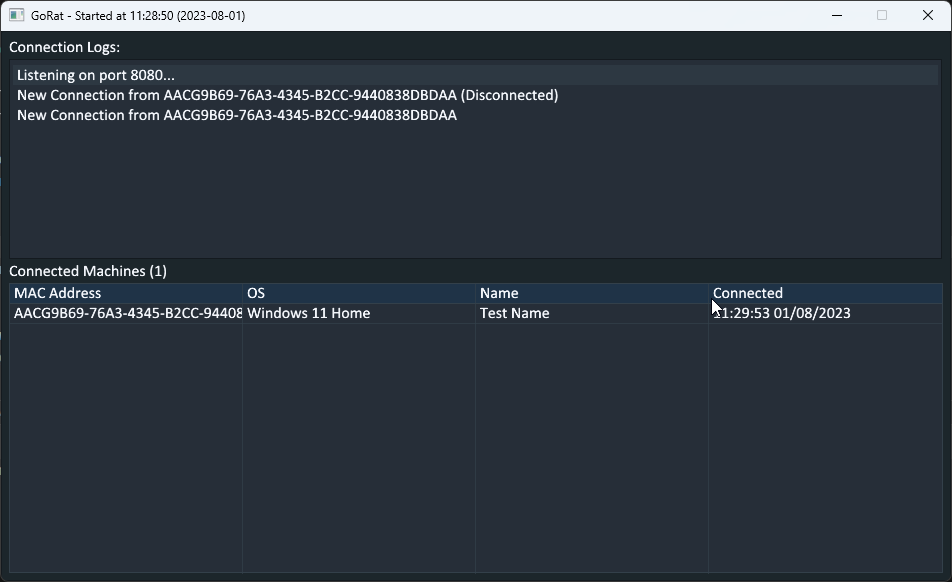 GoRat - Started at 11:28:50 (2023-08-01)
Connection Logs:
Listening on port 8080...
New Connection from AACG9B69-76A3-4345-B2CC-9440838DBDAA (Disconnected)
New Connection from AACG9B69-76A3-4345-B2CC-9440838DBDAA
Connected Machines (1)
MAC Address OS Name Connected
AACG9B69-76A3-4345-B2CC-94408 Windows 11 Home Test Name 11:29:53 01/08/2023